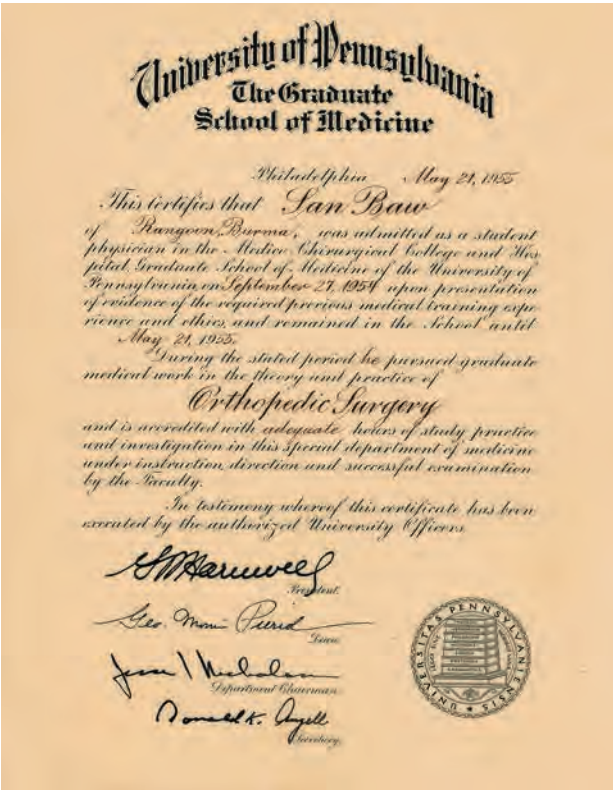 University of Pennsylvania
The Graduate
School of Medicine
Philadelphia May 21, 1955
This Certifies that San Baw
of Rangoon, Burma, was admitted as a student
physician in the Medico-Chirurgical College and Hos-
pital, Graduate School of Medicine of the University of
Pennsylvania, on September 27, 1954 upon presentation
of evidence of the required previous medical training expe-
rience and ethics, and remained in the School until
May 21, 1955.
During the stated period he pursued graduate
medical work in the theory and practice of
Orthopedic Surgery
and is accredited with adequate hours of study, practice
and investigation in this special department of medicine
under instruction, direction and successful examination
by the Faculty.
In testimony whereof this certificate has been
executed by the authorized University Officers
President.
Geo. Morris
Dean.
Department Chairman.
Donald K. Angell
Secretary.
UNIVERSITAS PENNSYLVANIENSIS